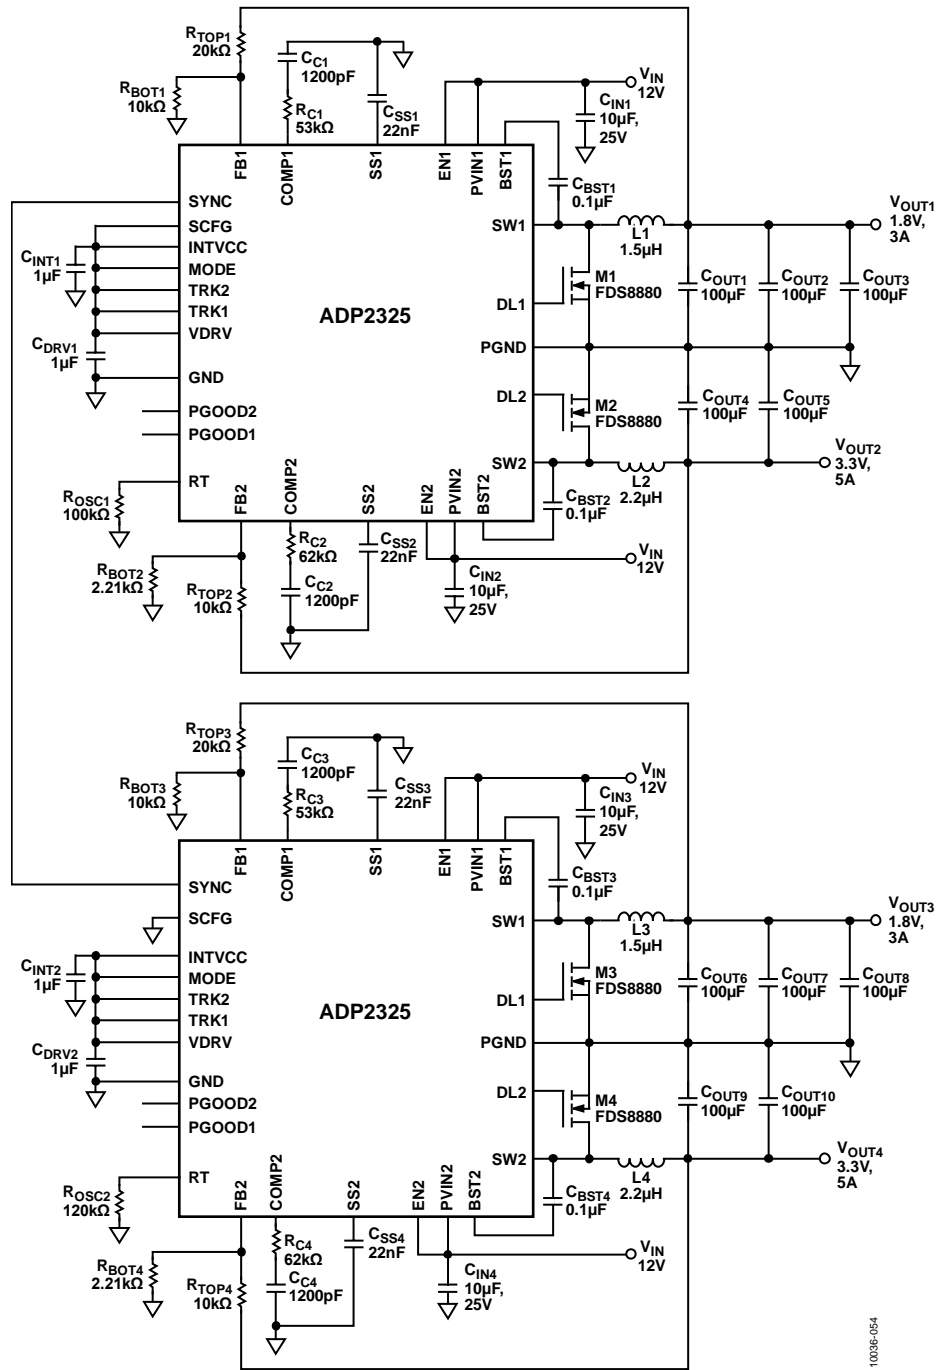 RTOP1
20kΩ
CC1
1200pF
RBOT1
10kΩ
RC1
53kΩ
CSS1
22nF
VIN
12V
CIN1
10µF,
25V
CBST1
0.1µF
FB1
COMP1
SS1
EN1
PVIN1
BST1
SYNC
SCFG
INTVCC
MODE
TRK2
TRK1
VDRV
GND
PGOOD2
PGOOD1
RT
CINT1
1µF
CDRV1
1µF
ADP2325
SW1
DL1
PGND
DL2
SW2
L1
1.5µH
M1
FDS8880
M2
FDS8880
L2
2.2µH
VOUT1
1.8V,
3A
COUT1
100µF
COUT2
100µF
COUT3
100µF
COUT4
100µF
COUT5
100µF
VOUT2
3.3V,
5A
ROSC1
100kΩ
FB2
COMP2
SS2
EN2
PVIN2
BST2
CBST2
0.1µF
RBOT2
2.21kΩ
RTOP2
10kΩ
RC2
62kΩ
CC2
1200pF
CSS2
22nF
CIN2
10µF,
25V
VIN
12V
RTOP3
20kΩ
CC3
1200pF
RBOT3
10kΩ
RC3
53kΩ
CSS3
22nF
VIN
12V
CIN3
10µF,
25V
CBST3
0.1µF
FB1
COMP1
SS1
EN1
PVIN1
BST1
SYNC
SCFG
INTVCC
MODE
TRK2
TRK1
VDRV
GND
PGOOD2
PGOOD1
RT
CINT2
1µF
CDRV2
1µF
ADP2325
SW1
DL1
PGND
DL2
SW2
L3
1.5µH
M3
FDS8880
M4
FDS8880
L4
2.2µH
VOUT3
1.8V,
3A
COUT6
100µF
COUT7
100µF
COUT8
100µF
COUT9
100µF
COUT10
100µF
VOUT4
3.3V,
5A
ROSC2
120kΩ
FB2
COMP2
SS2
EN2
PVIN2
BST2
CBST4
0.1µF
RBOT4
2.21kΩ
RTOP4
10kΩ
RC4
62kΩ
CC4
1200pF
CSS4
22nF
CIN4
10µF,
25V
VIN
12V
10036-054